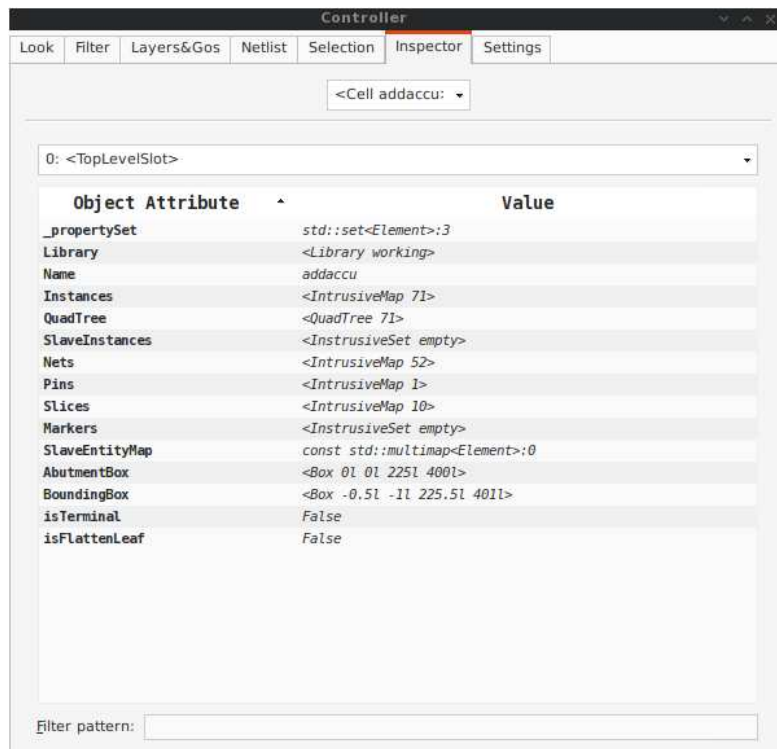 Controller
Look Filter Layers&Gos Netlist Selection Inspector Settings
<Cell addaccu:
0: <TopLevelSlot>
Object Attribute Value
_propertySet std::set<Element>:3
Library <Library working>
Name addaccu
Instances <IntrusiveMap 71>
QuadTree <QuadTree 71>
SlaveInstances <InstrusiveSet empty>
Nets <IntrusiveMap 52>
Pins <IntrusiveMap 1>
Slices <IntrusiveMap 10>
Markers <InstrusiveSet empty>
SlaveEntityMap const std::multimap<Element>:0
AbutmentBox <Box 0l 0l 225l 400l>
BoundingBox <Box -0.5l -1l 225.5l 401l>
isTerminal False
isFlattenLeaf False
Filter pattern: